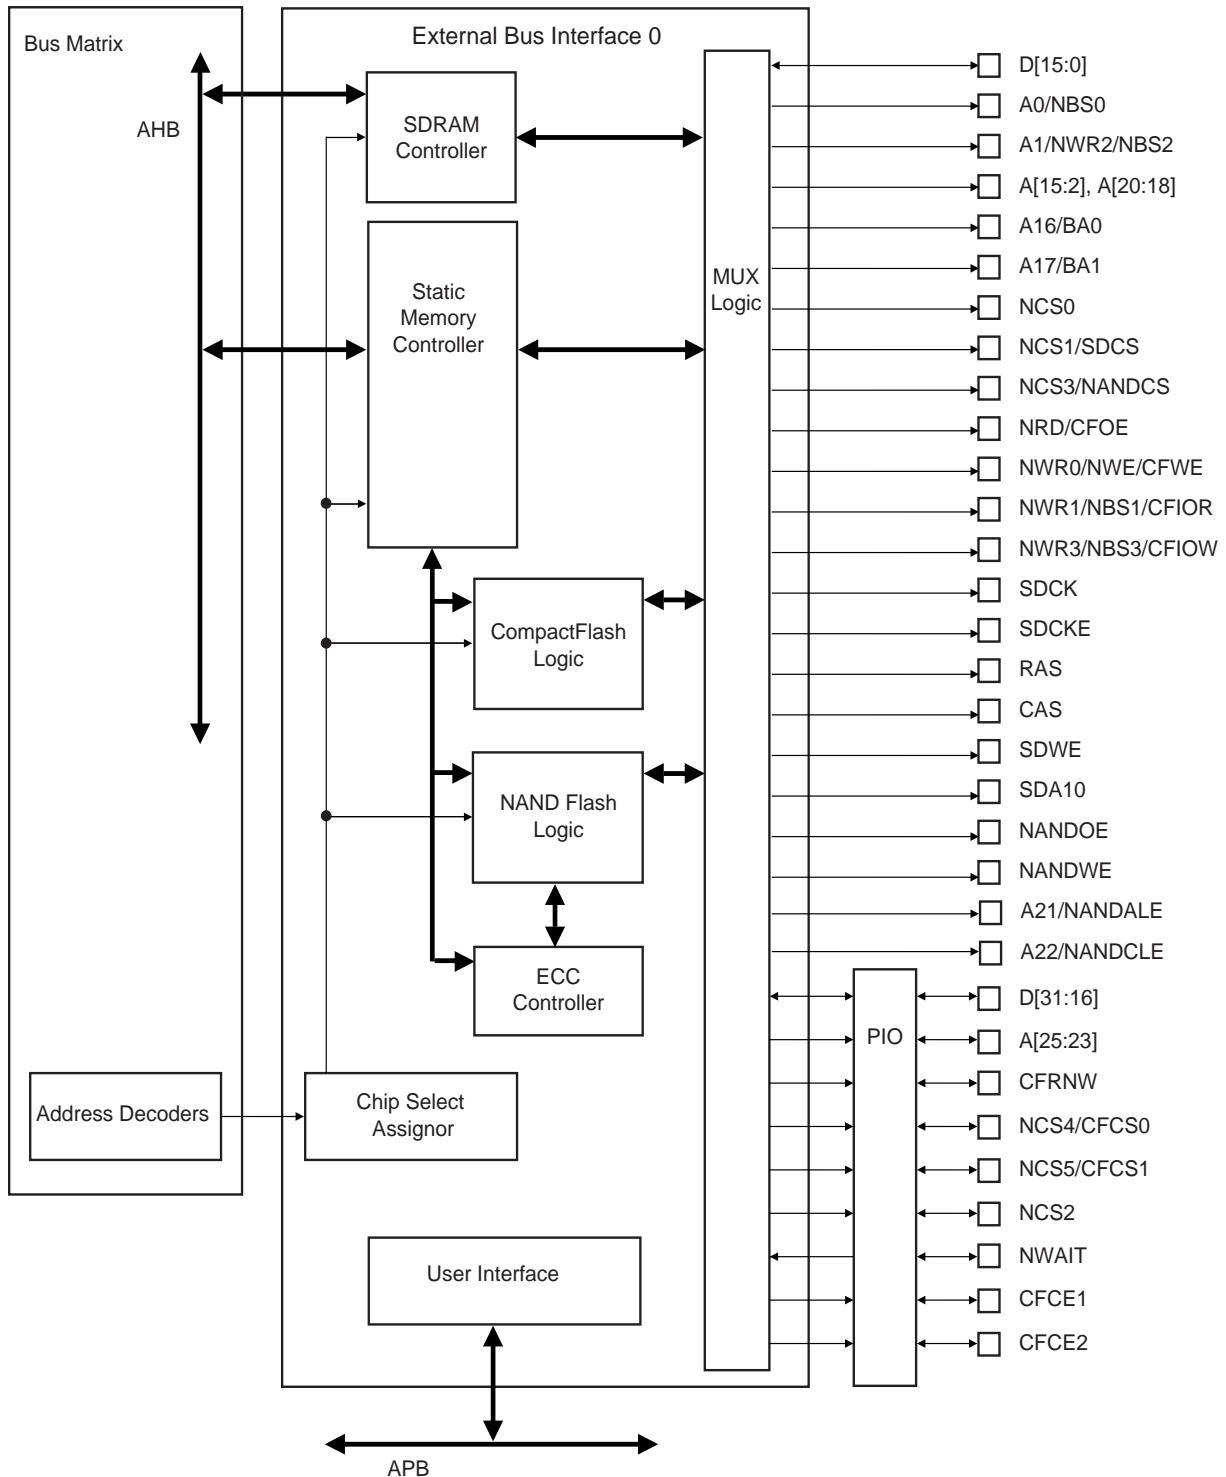 Bus Matrix
External Bus Interface 0
AHB
SDRAM
Controller
Static
Memory
Controller
MUX
Logic
CompactFlash
Logic
NAND Flash
Logic
ECC
Controller
Address Decoders
Chip Select
Assignor
User Interface
APB
PIO
D[15:0]
A0/NBS0
A1/NWR2/NBS2
A[15:2], A[20:18]
A16/BA0
A17/BA1
NCS0
NCS1/SDCS
NCS3/NANDCS
NRD/CFOE
NWR0/NWE/CFWE
NWR1/NBS1/CFIOR
NWR3/NBS3/CFIOW
SDCK
SDCKE
RAS
CAS
SDWE
SDA10
NANDOE
NANDWE
A21/NANDALE
A22/NANDCLE
D[31:16]
A[25:23]
CFRNW
NCS4/CFCS0
NCS5/CFCS1
NCS2
NWAIT
CFCE1
CFCE2